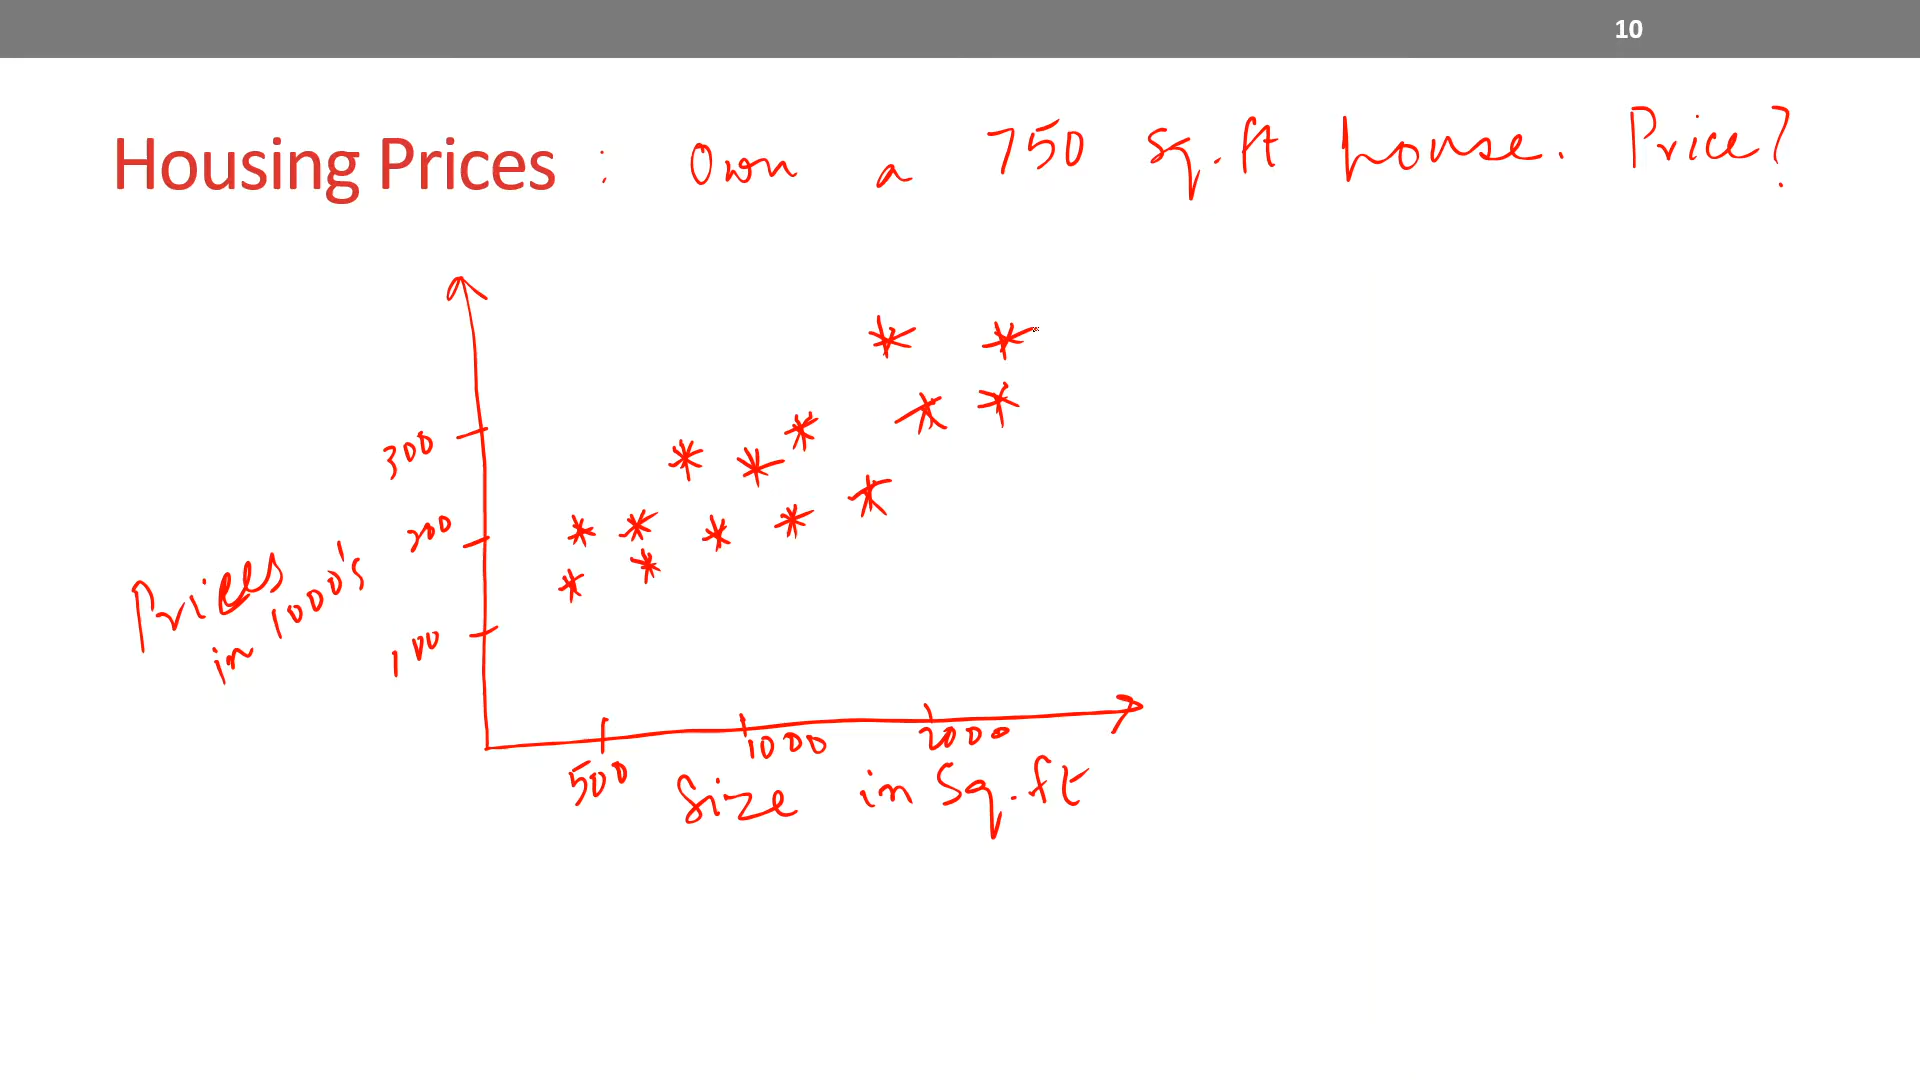 10
Housing Prices : Own a 750 sq.ft house. Price?
300
200
100
Prices
in 1000's
500 1000 2000
Size in Sq.ft